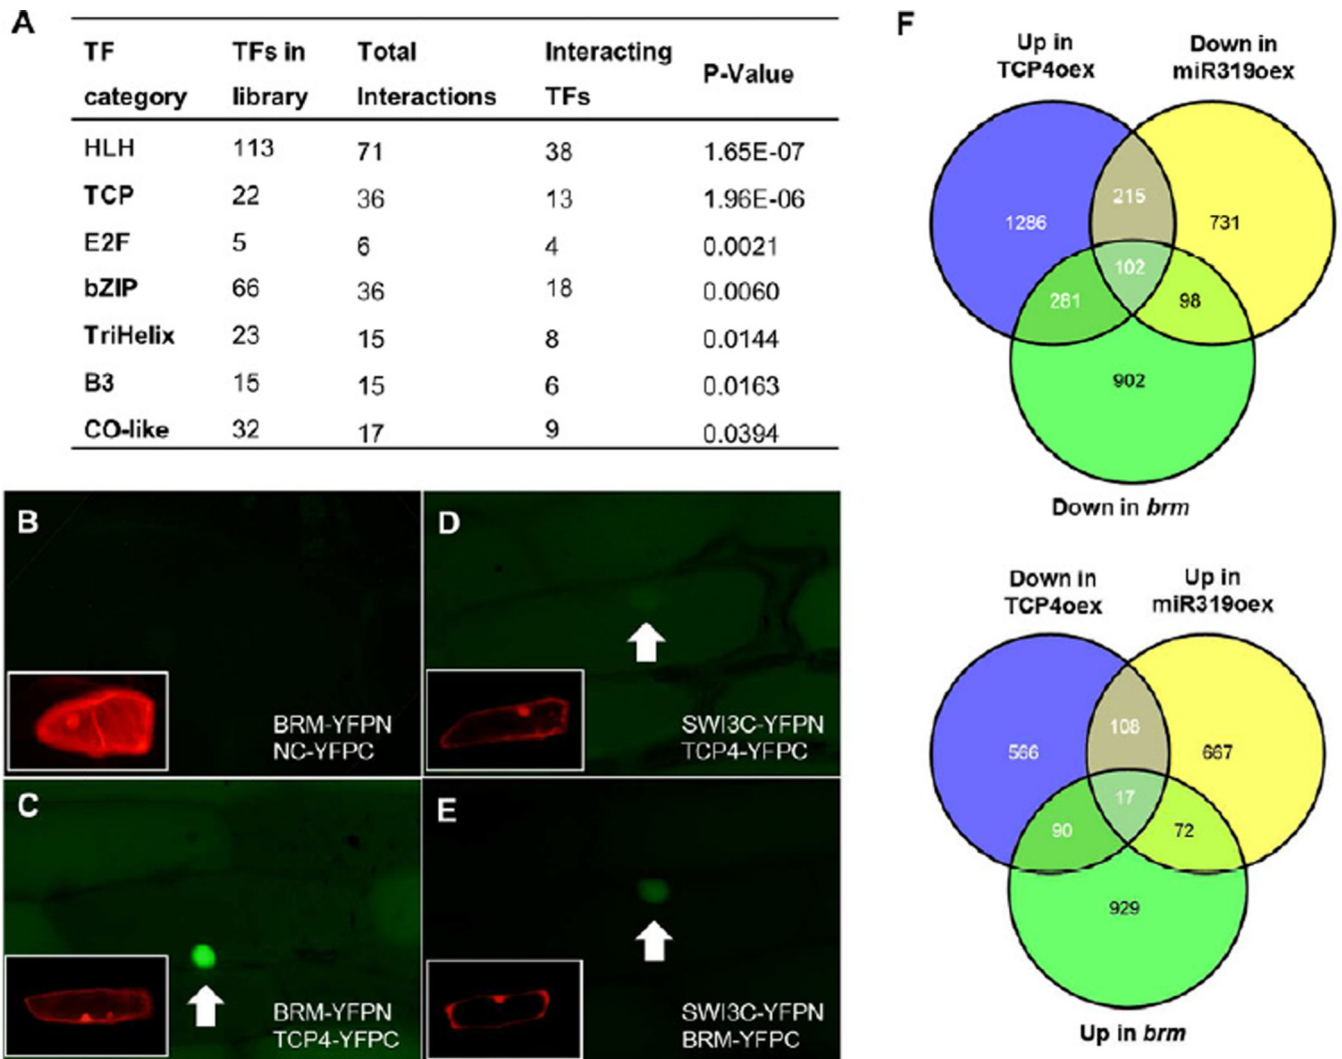 A
TF category	TFs in library	Total Interactions	Interacting TFs	P-Value
HLH	113	71	38	1.65E-07
TCP	22	36	13	1.96E-06
E2F	5	6	4	0.0021
bZIP	66	36	18	0.0060
TriHelix	23	15	8	0.0144
B3	15	15	6	0.0163
CO-like	32	17	9	0.0394
B
BRM-YFPN
NC-YFPC
D
SWI3C-YFPN
TCP4-YFPC
C
BRM-YFPN
TCP4-YFPC
E
SWI3C-YFPN
BRM-YFPC
F
Up in
TCP4oex
Down in
miR319oex
1286
215
731
102
281
98
902
Down in brm
Down in
TCP4oex
Up in
miR319oex
566
108
667
17
90
72
929
Up in brm